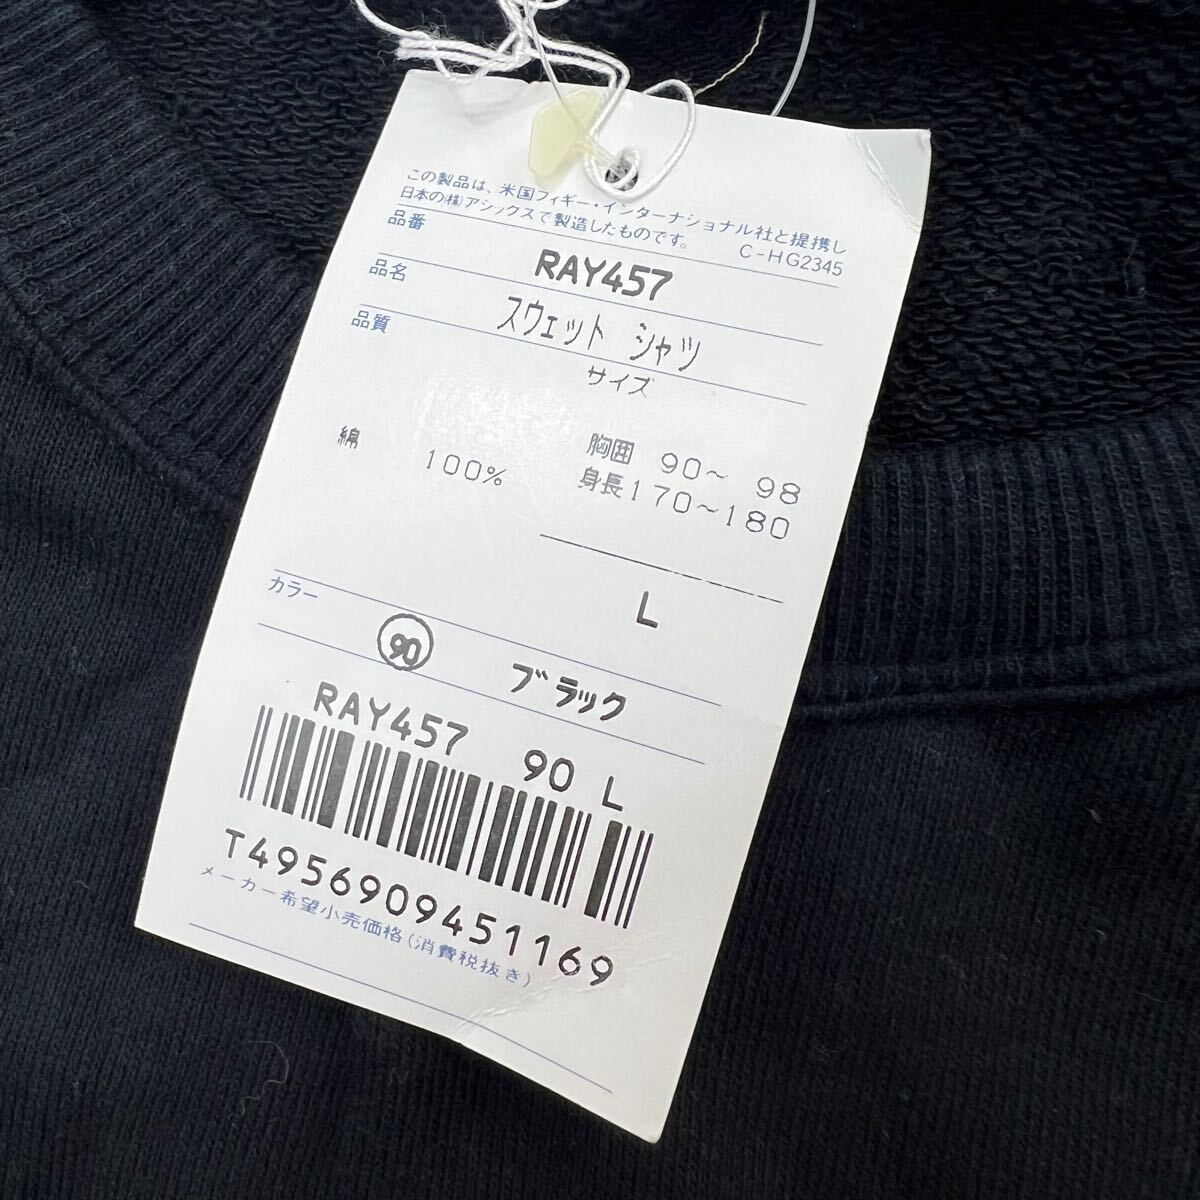 この製品は、米国フィギー・インターナショナル社と提携し
日本の㈱アシックスで製造したものです。 C-HG2345
品番 RAY457
品名 スウェット シャツ
品質 サイズ
綿 100%
胸囲 90〜 98
身長170〜180
L
カラー 90 ブラック
RAY457 90 L
T4956909451169
メーカー希望小売価格(消費税抜き)